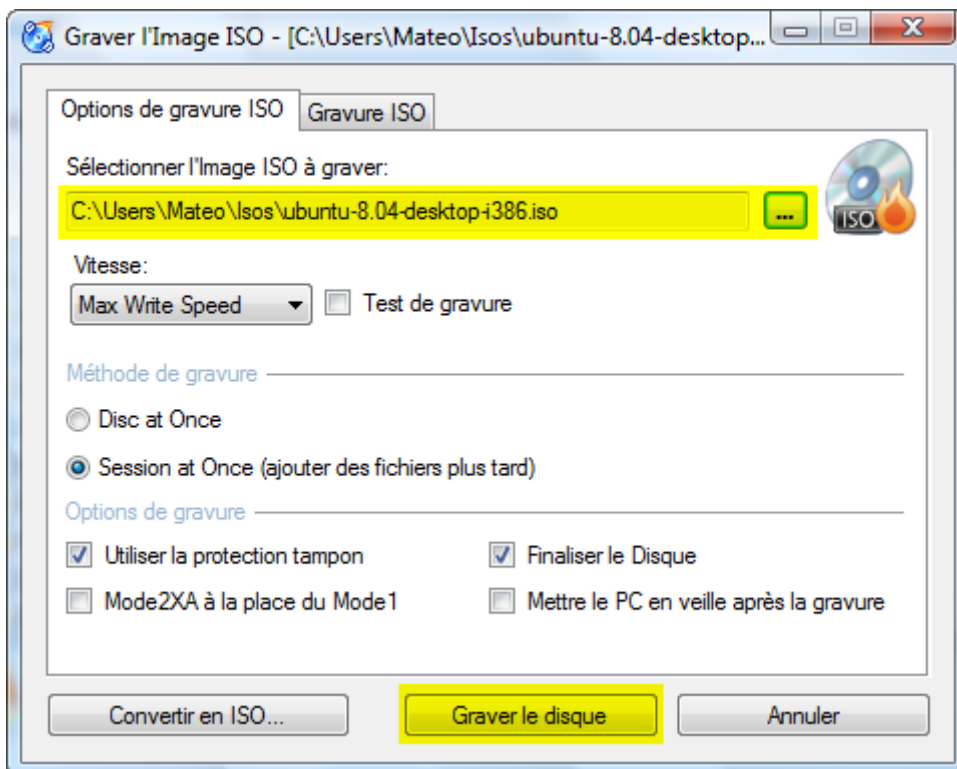 Graver l'Image ISO - [C:\Users\Mateo\Isos\ubuntu-8.04-desktop...
Options de gravure ISO
Gravure ISO
Sélectionner l'Image ISO à graver:
C:\Users\Mateo\Isos\ubuntu-8.04-desktop-i386.iso
...
ISO
Vitesse:
Max Write Speed
Test de gravure
Méthode de gravure
Disc at Once
Session at Once (ajouter des fichiers plus tard)
Options de gravure
Utiliser la protection tampon
Finaliser le Disque
Mode2XA à la place du Mode1
Mettre le PC en veille après la gravure
Convertir en ISO...
Graver le disque
Annuler